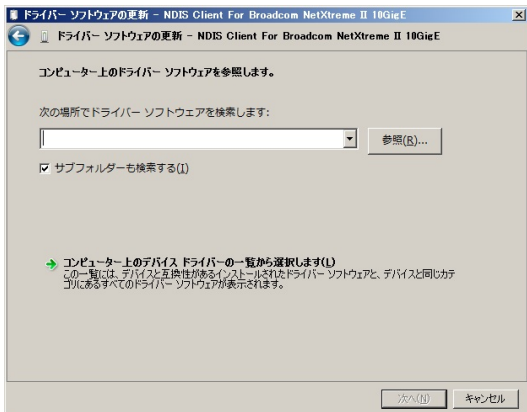 ドライバー ソフトウェアの更新 - NDIS Client For Broadcom NetXtreme II 10GigE
ドライバー ソフトウェアの更新 - NDIS Client For Broadcom NetXtreme II 10GigE
コンピューター上のドライバー ソフトウェアを参照します。
次の場所でドライバー ソフトウェアを検索します:
参照(R)...
サブフォルダーも検索する(I)
コンピューター上のデバイス ドライバーの一覧から選択します(L)
この一覧には、デバイスと互換性があるインストールされたドライバー ソフトウェアと、デバイスと同じカテ
ゴリにあるすべてのドライバー ソフトウェアが表示されます。
次へ(N)
キャンセル